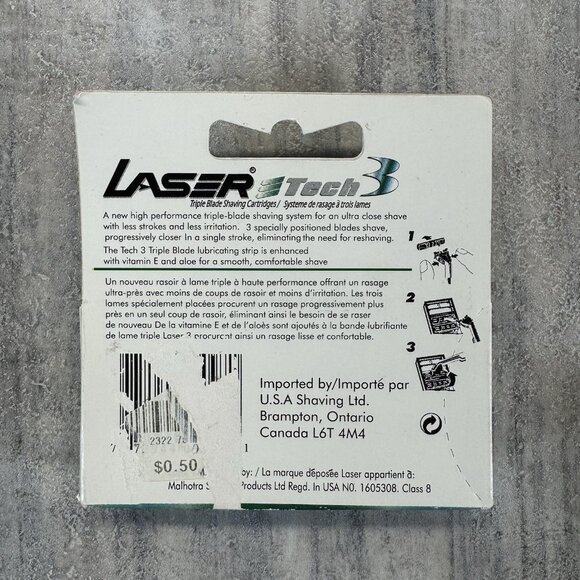 LASER® Tech 3
Triple Blade Shaving Cartridges / Systeme de rasage à trois lames
A new high performance triple-blade shaving system for an ultra close shave
with less strokes and less irritation. 3 specially positioned blades shave,
progressively closer In a single stroke, eliminating the need for reshaving.
The Tech 3 Triple Blade lubricating strip is enhanced
with vitamin E and aloe for a smooth, comfortable shave
Un nouveau rasoir à lame triple à haute performance offrant un rasage
ultra-près avec moins de coups de rasoir et moins d'irritation. Les trois
lames spécialement placées procurent un rasage progressivement plus
près en un seul coup de rasoir, éliminant ainsi le besoin de se raser
de nouveau De la vitamine E et de l'aloès sont ajoutés à la bande lubrifiante
de lame triple Laser 3 procurant ainsi un rasage lisse et confortable.
1
2
3
Imported by/Importé par
U.S.A Shaving Ltd.
Brampton, Ontario
Canada L6T 4M4
2322
$0.50
by: / La marque déposée Laser appartient à:
Malhotra Products Ltd Regd. In USA N0. 1605308. Class 8